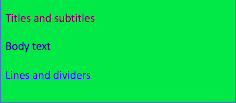 Titles and subtitles
Body text
Lines and dividers